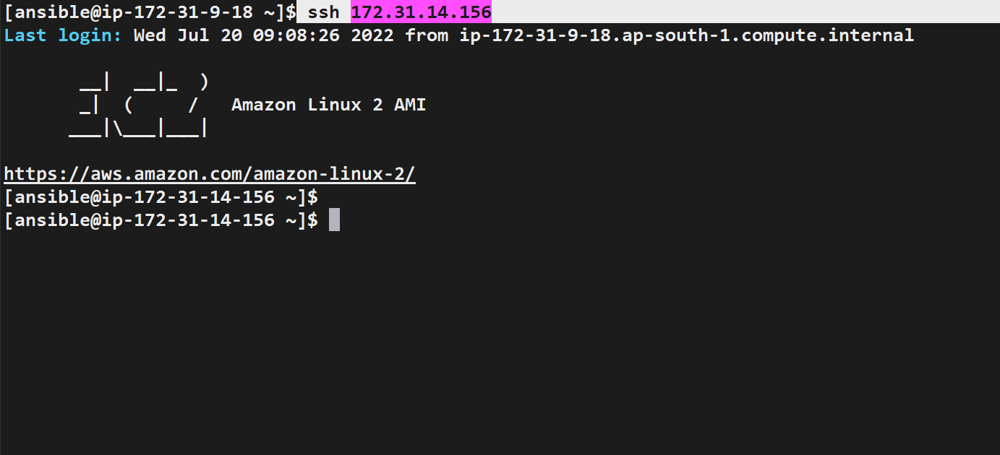 [ansible@ip-172-31-9-18 ~]$ ssh 172.31.14.156
Last login: Wed Jul 20 09:08:26 2022 from ip-172-31-9-18.ap-south-1.compute.internal

       __|  __|_  )
       _|  (     /   Amazon Linux 2 AMI
      ___|\___|___|

https://aws.amazon.com/amazon-linux-2/
[ansible@ip-172-31-14-156 ~]$
[ansible@ip-172-31-14-156 ~]$